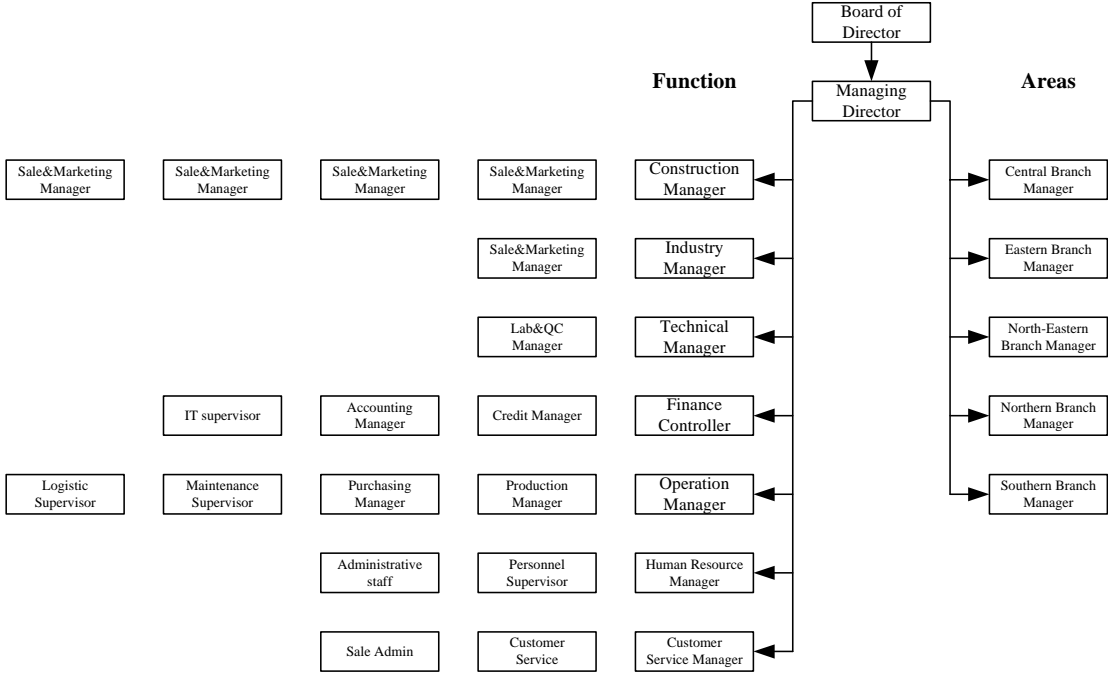 Board of
Director
Function
Managing
Director
Areas
Sale&Marketing
Manager
Sale&Marketing
Manager
Sale&Marketing
Manager
Sale&Marketing
Manager
Construction
Manager
Central Branch
Manager
Sale&Marketing
Manager
Industry
Manager
Eastern Branch
Manager
Lab&QC
Manager
Technical
Manager
North-Eastern
Branch Manager
IT supervisor
Accounting
Manager
Credit Manager
Finance
Controller
Northern Branch
Manager
Logistic
Supervisor
Maintenance
Supervisor
Purchasing
Manager
Production
Manager
Operation
Manager
Southern Branch
Manager
Administrative
staff
Personnel
Supervisor
Human Resource
Manager
Sale Admin
Customer
Service
Customer
Service Manager